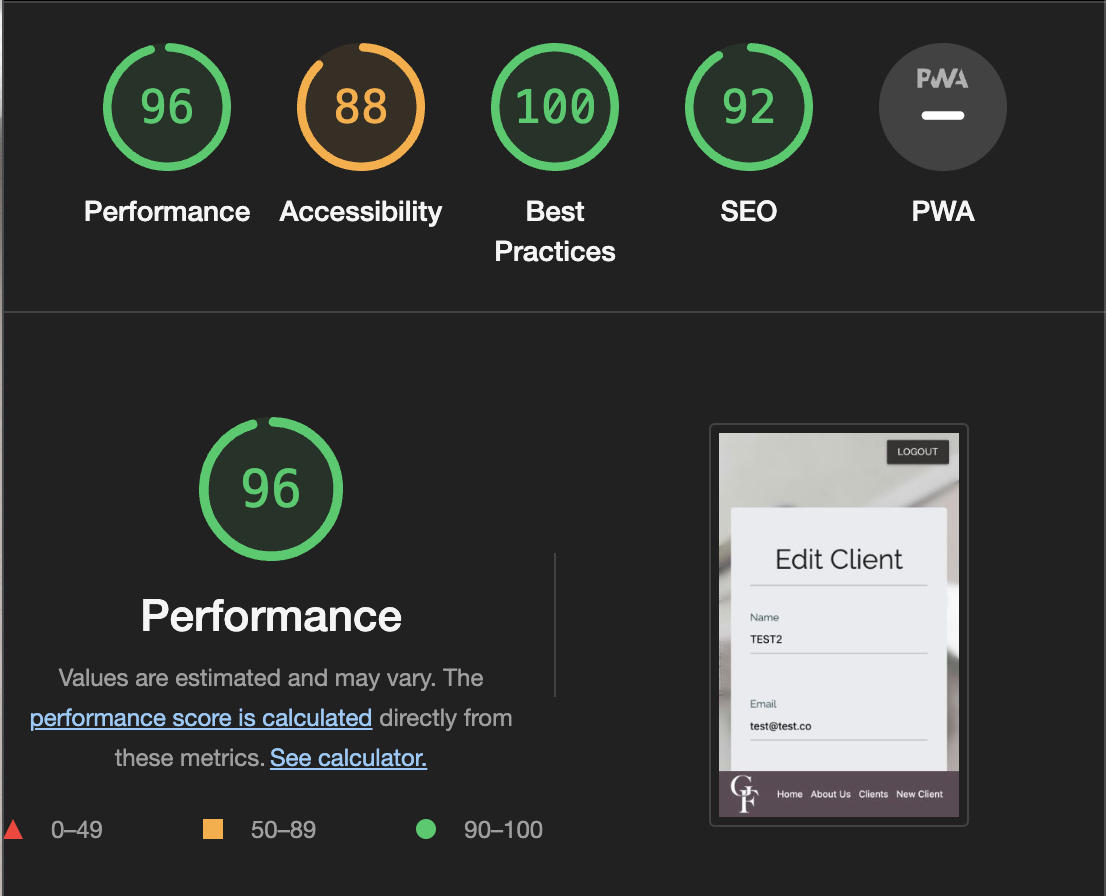 96
88
100
92
PWA
Performance
Accessibility
Best
Practices
SEO
PWA
96
Performance
Values are estimated and may vary. The
performance score is calculated directly from
these metrics. See calculator.
0–49
50–89
90–100
LOGOUT
Edit Client
Name
TEST2
Email
test@test.co
GF
Home About Us Clients New Client